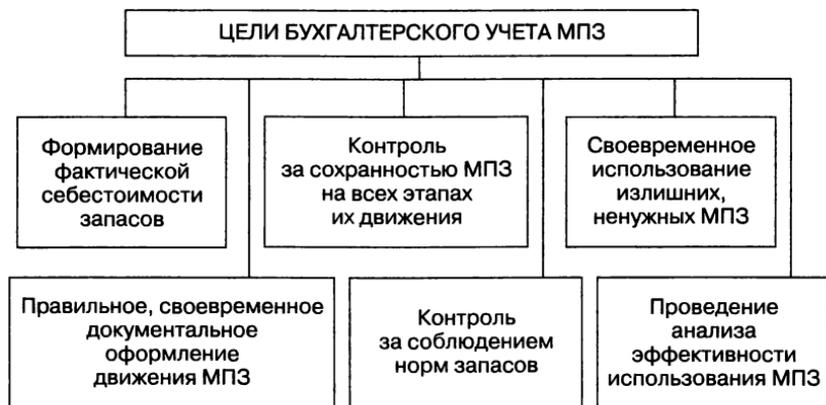 ЦЕЛИ БУХГАЛТЕРСКОГО УЧЕТА МПЗ
Формирование
фактической
себестоимости
запасов
Контроль
за сохранностью МПЗ
на всех этапах
их движения
Своевременное
использование
излишних,
ненужных МПЗ
Правильное, своевременное
документальное
оформление
движения МПЗ
Контроль
за соблюдением
норм запасов
Проведение
анализа
эффективности
использования МПЗ